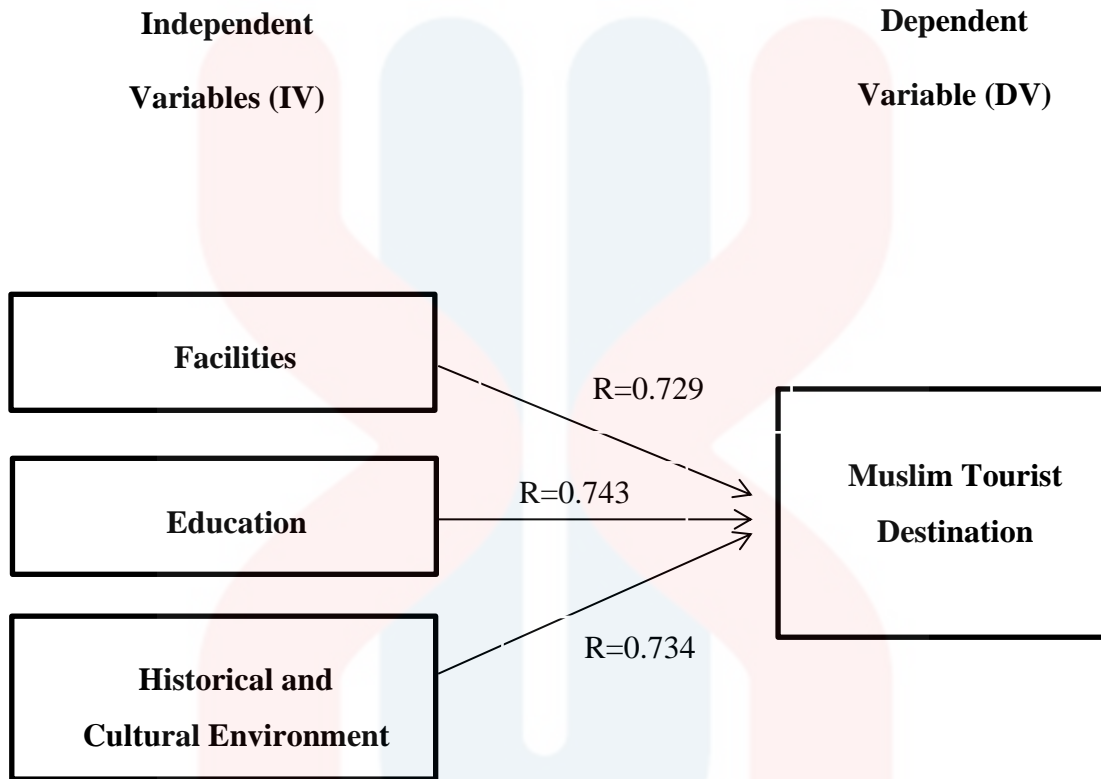 Independent
Variables (IV)
Dependent
Variable (DV)
Facilities
R=0.729
Education
R=0.743
Muslim Tourist
Destination
Historical and
Cultural Environment
R=0.734